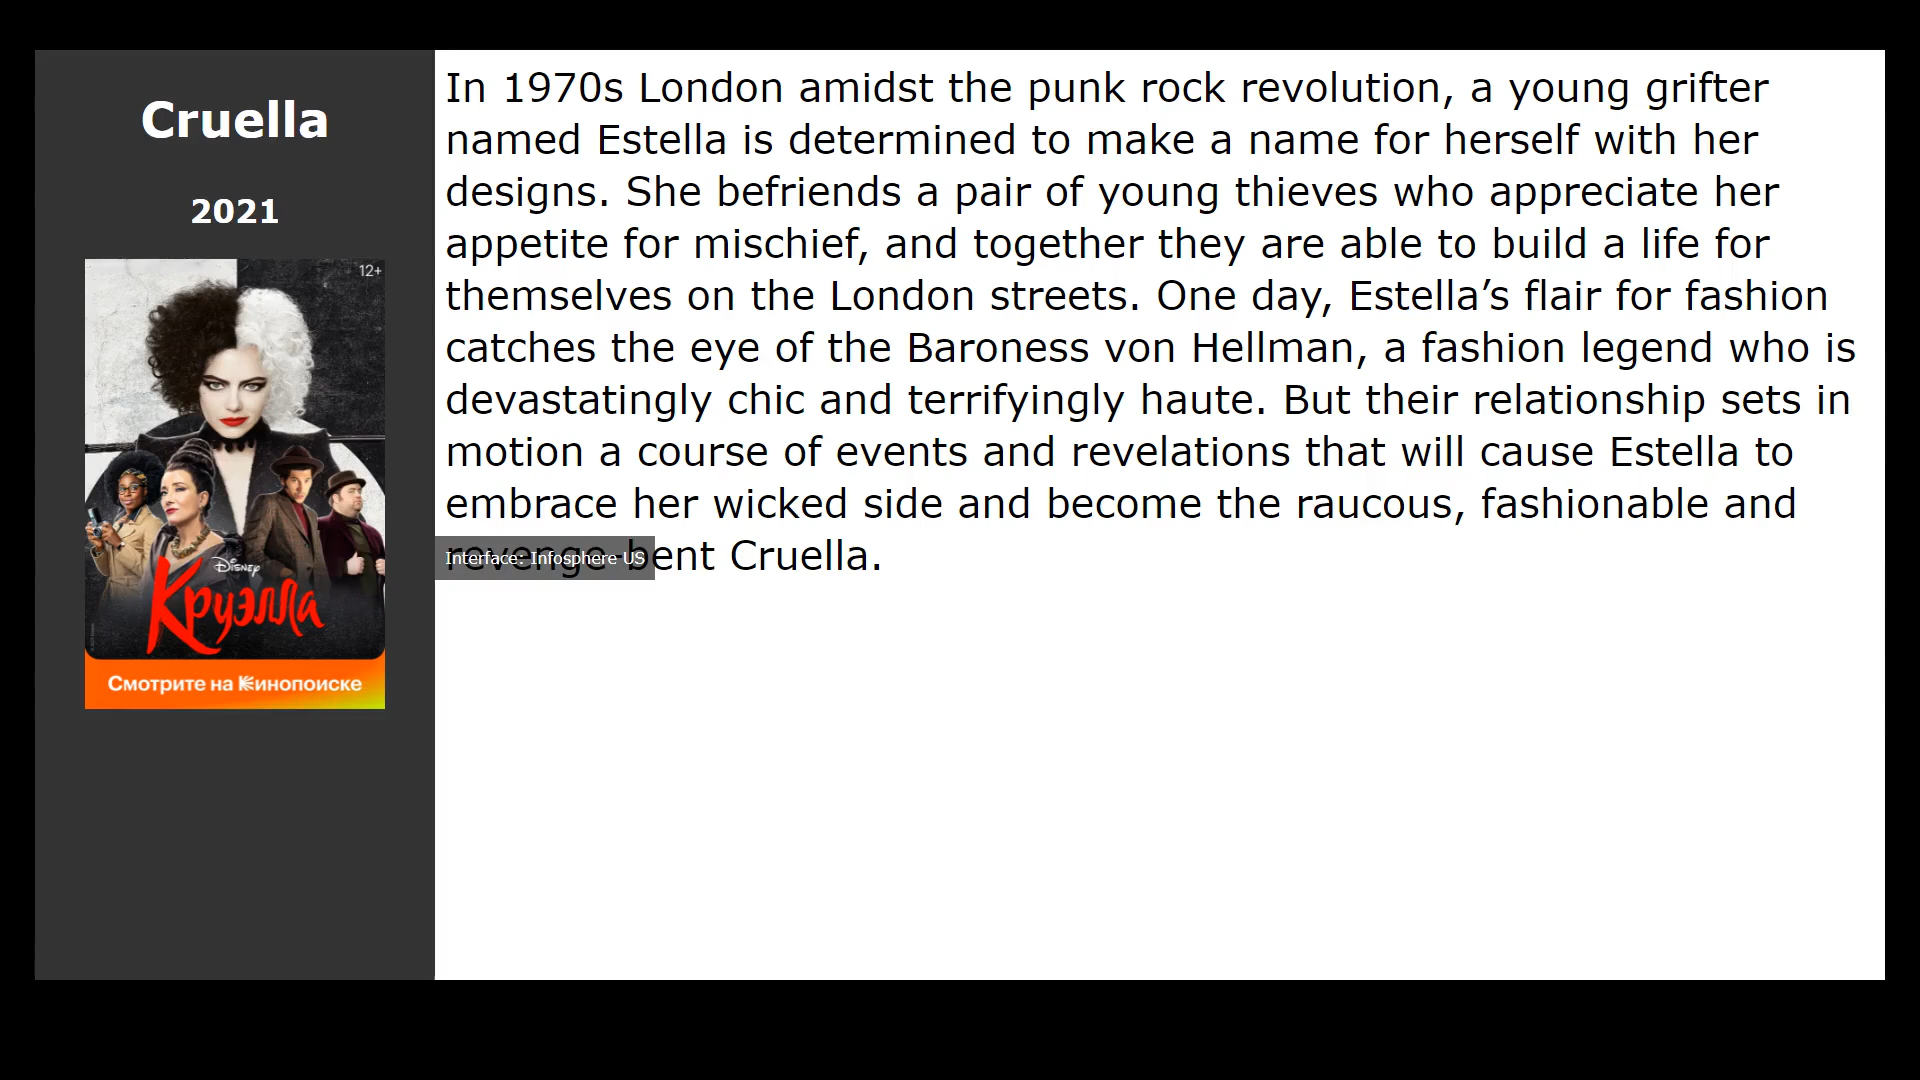 Cruella
2021
12+
Disney
Круэлла
Смотрите на Кинопоиске
In 1970s London amidst the punk rock revolution, a young grifter
named Estella is determined to make a name for herself with her
designs. She befriends a pair of young thieves who appreciate her
appetite for mischief, and together they are able to build a life for
themselves on the London streets. One day, Estella’s flair for fashion
catches the eye of the Baroness von Hellman, a fashion legend who is
devastatingly chic and terrifyingly haute. But their relationship sets in
motion a course of events and revelations that will cause Estella to
embrace her wicked side and become the raucous, fashionable and
revenge-bent Cruella.
Interface: Infosphere US